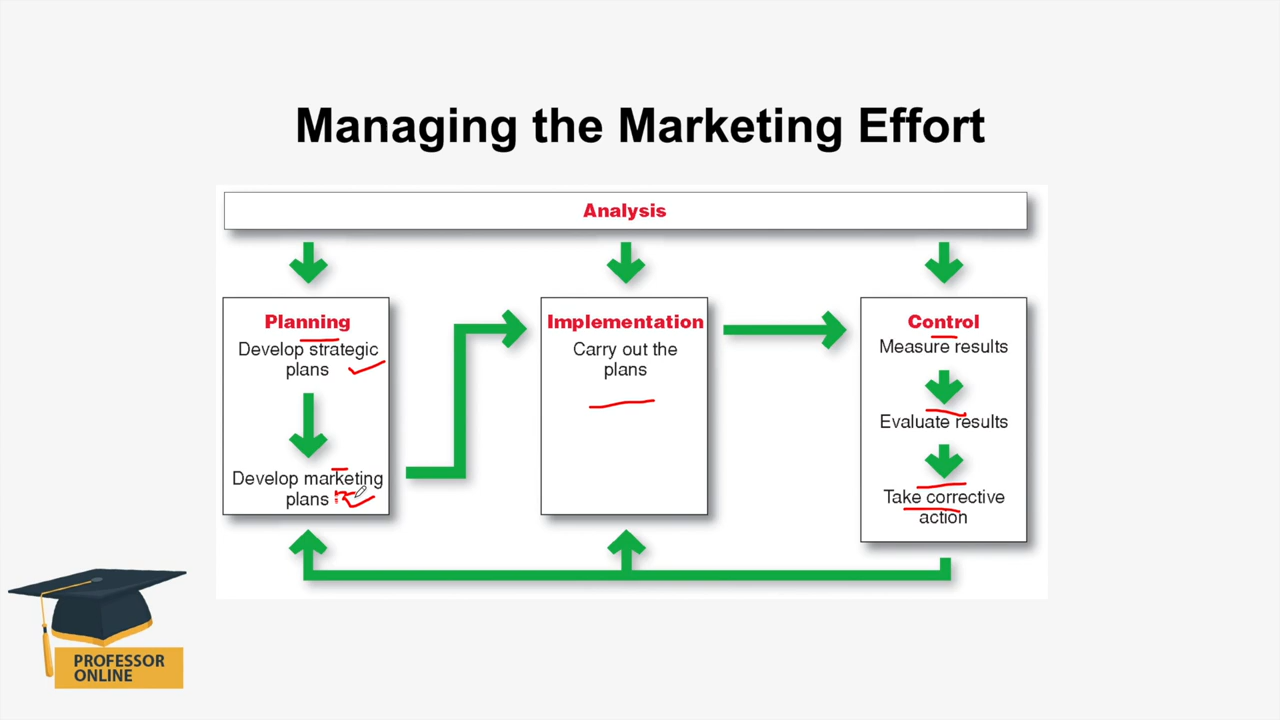 Managing the Marketing Effort
Analysis
Planning
Develop strategic
plans
Develop marketing
plans
Implementation
Carry out the
plans
Control
Measure results
Evaluate results
Take corrective
action
PROFESSOR
ONLINE